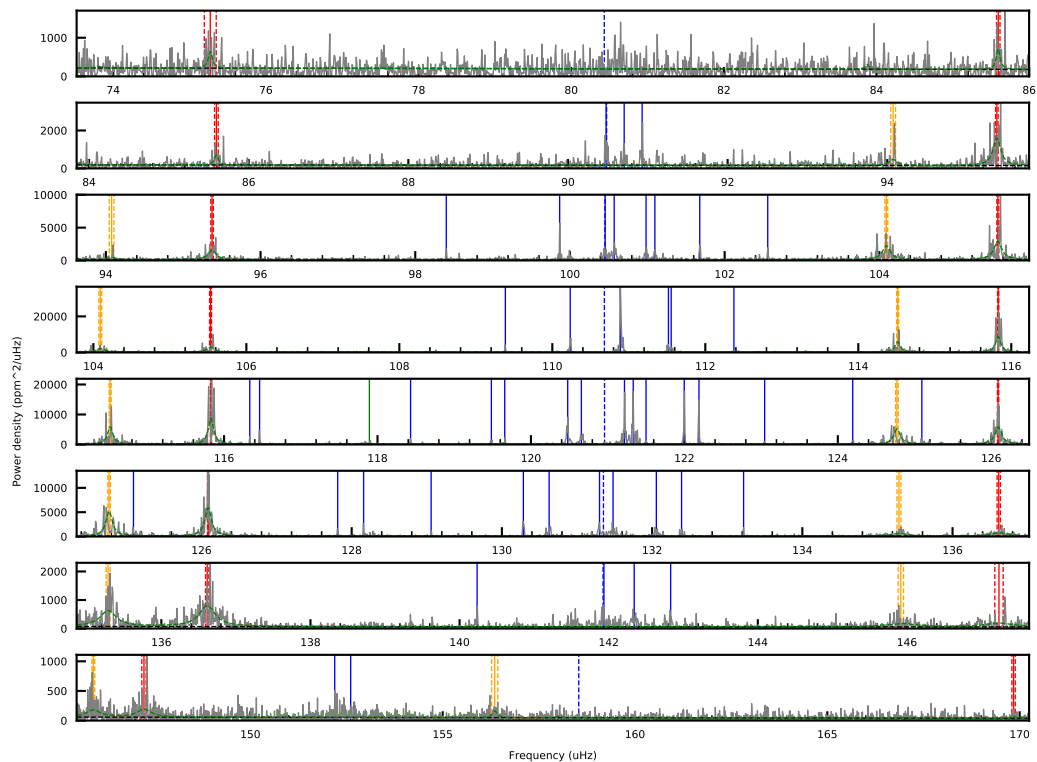 1000
0
74 76 78 80 82 84 86
2000
0
84 86 88 90 92 94
10000
5000
0
94 96 98 100 102 104
20000
0
104 106 108 110 112 114 116
20000
10000
0
116 118 120 122 124 126
10000
5000
0
126 128 130 132 134 136
2000
1000
0
136 138 140 142 144 146
1000
500
0
150 155 160 165 170
Power density (ppm^2/uHz)
Frequency (uHz)